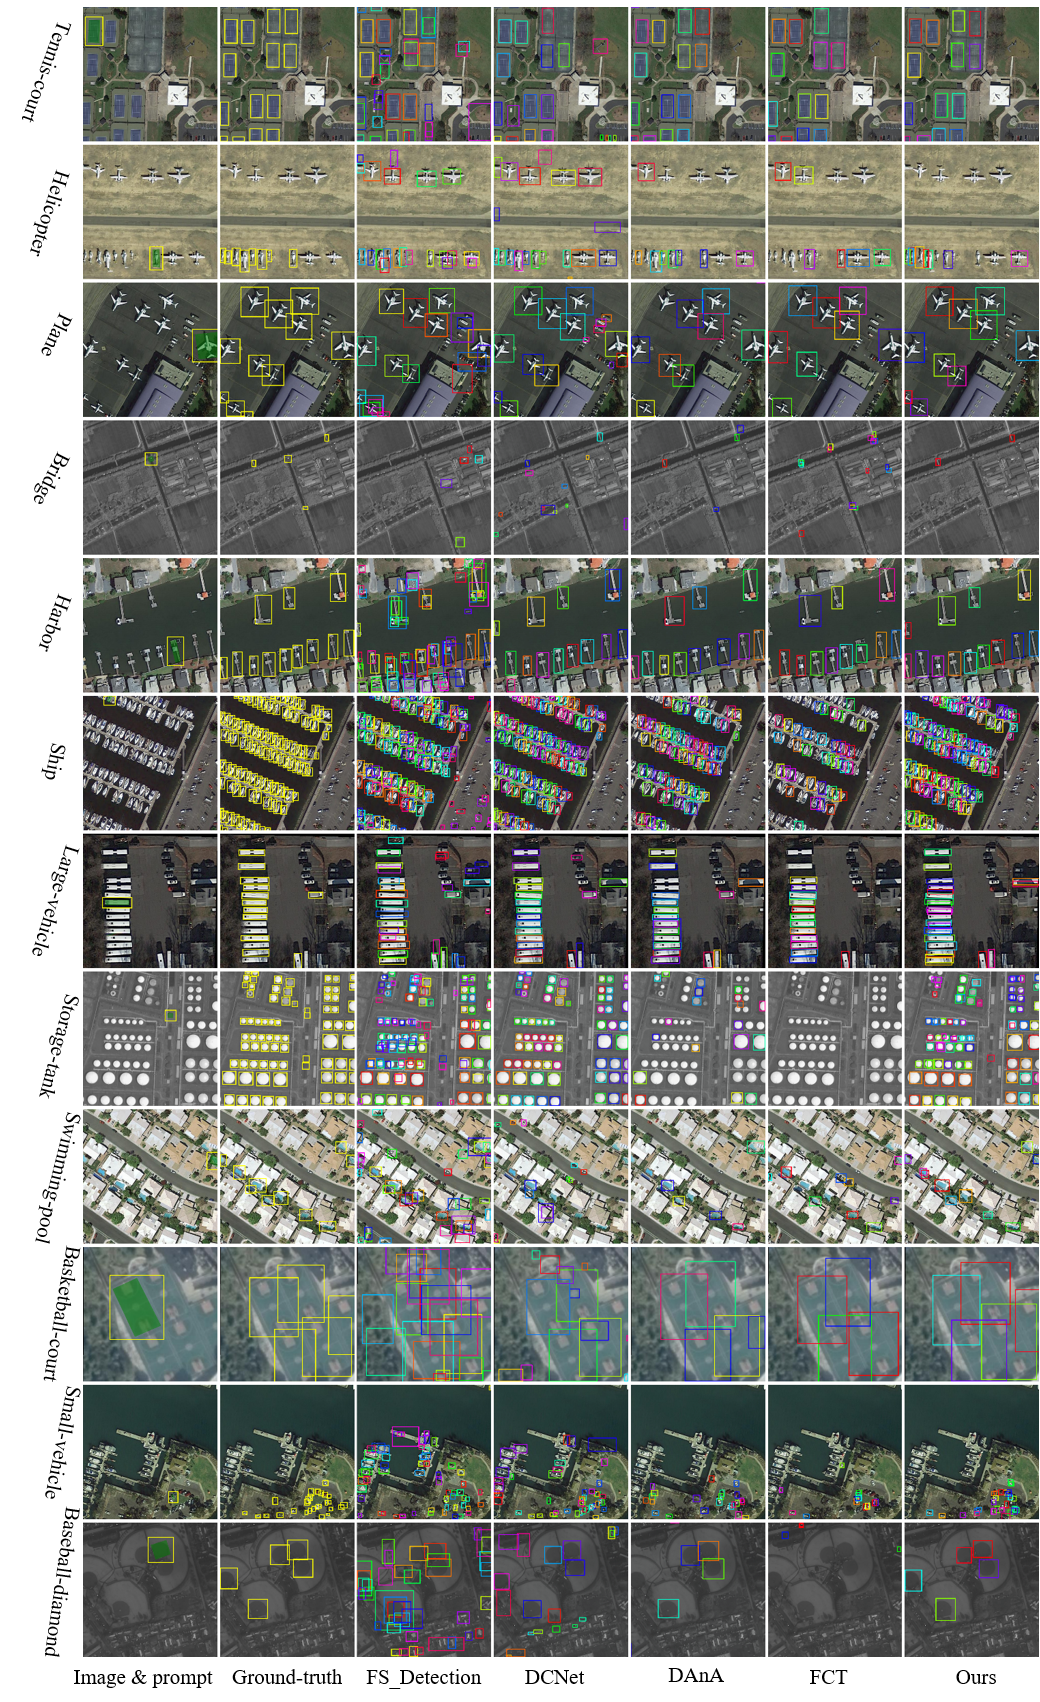 Tennis-court
Helicopter
Plane
Bridge
Harbor
Ship
Large-vehicle
Storage-tank
Swimming-pool
Basketball-court
Small-vehicle
Baseball-diamond
Image & prompt Ground-truth FS_Detection DCNet DAnA FCT Ours